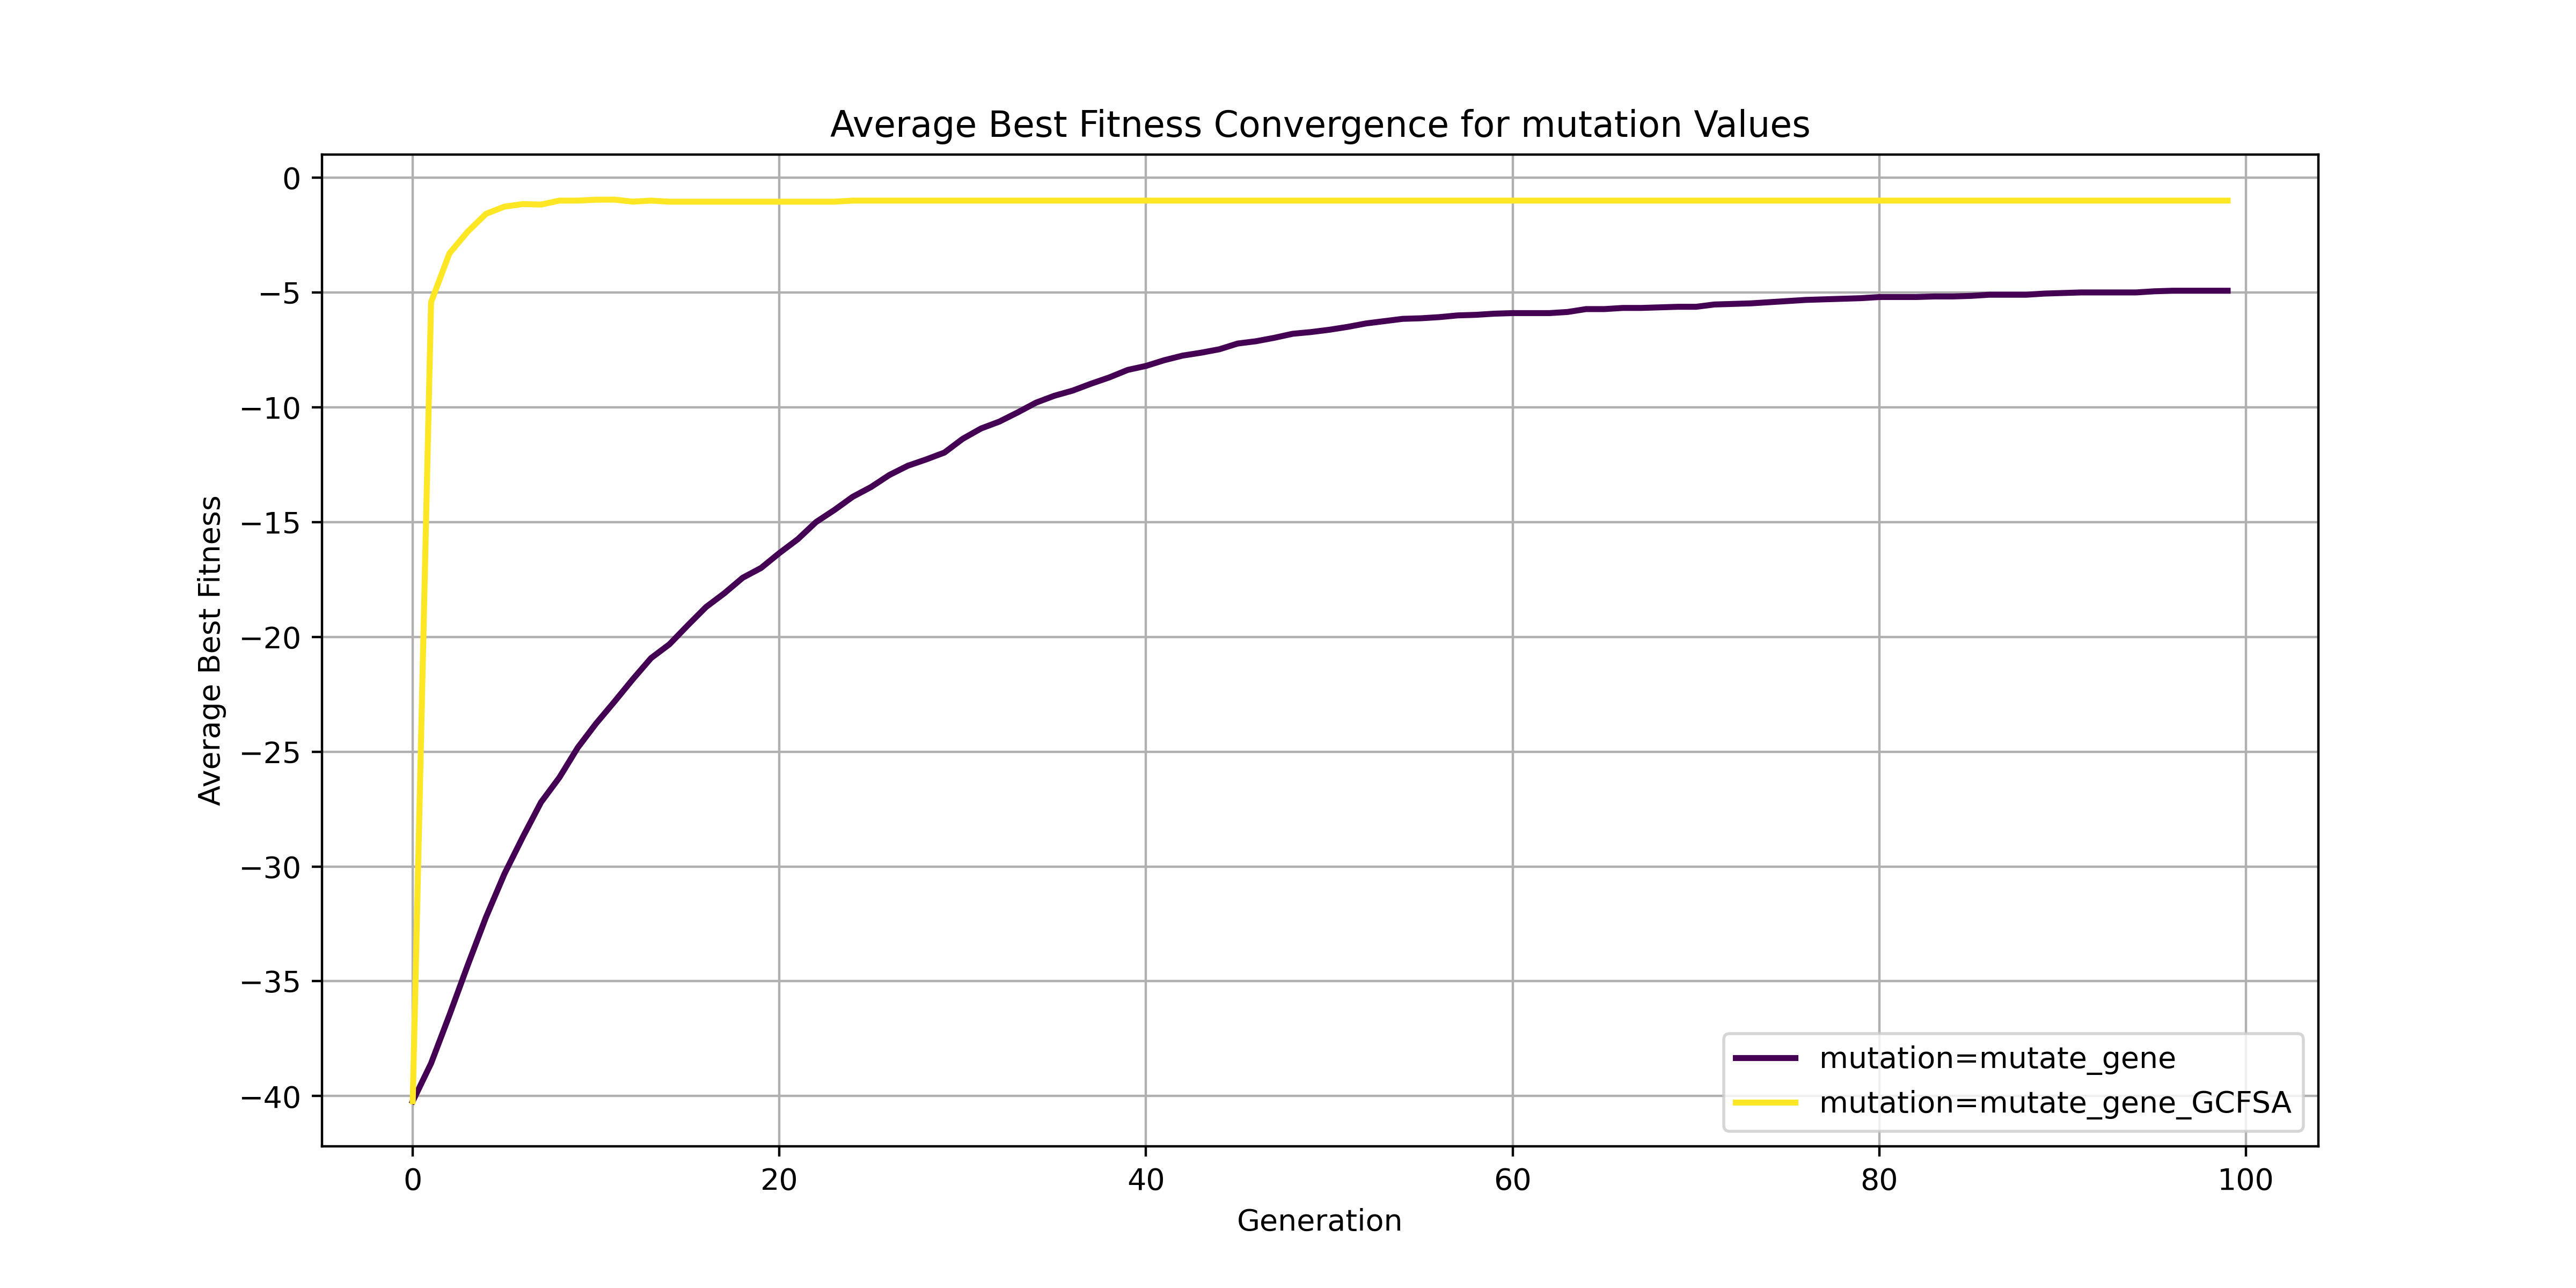 Average Best Fitness Convergence for mutation Values
0
−5
−10
−15
−20
−25
−30
−35
−40
Average Best Fitness
mutation=mutate_gene
mutation=mutate_gene_GCFSA
0 20 40 60 80 100
Generation